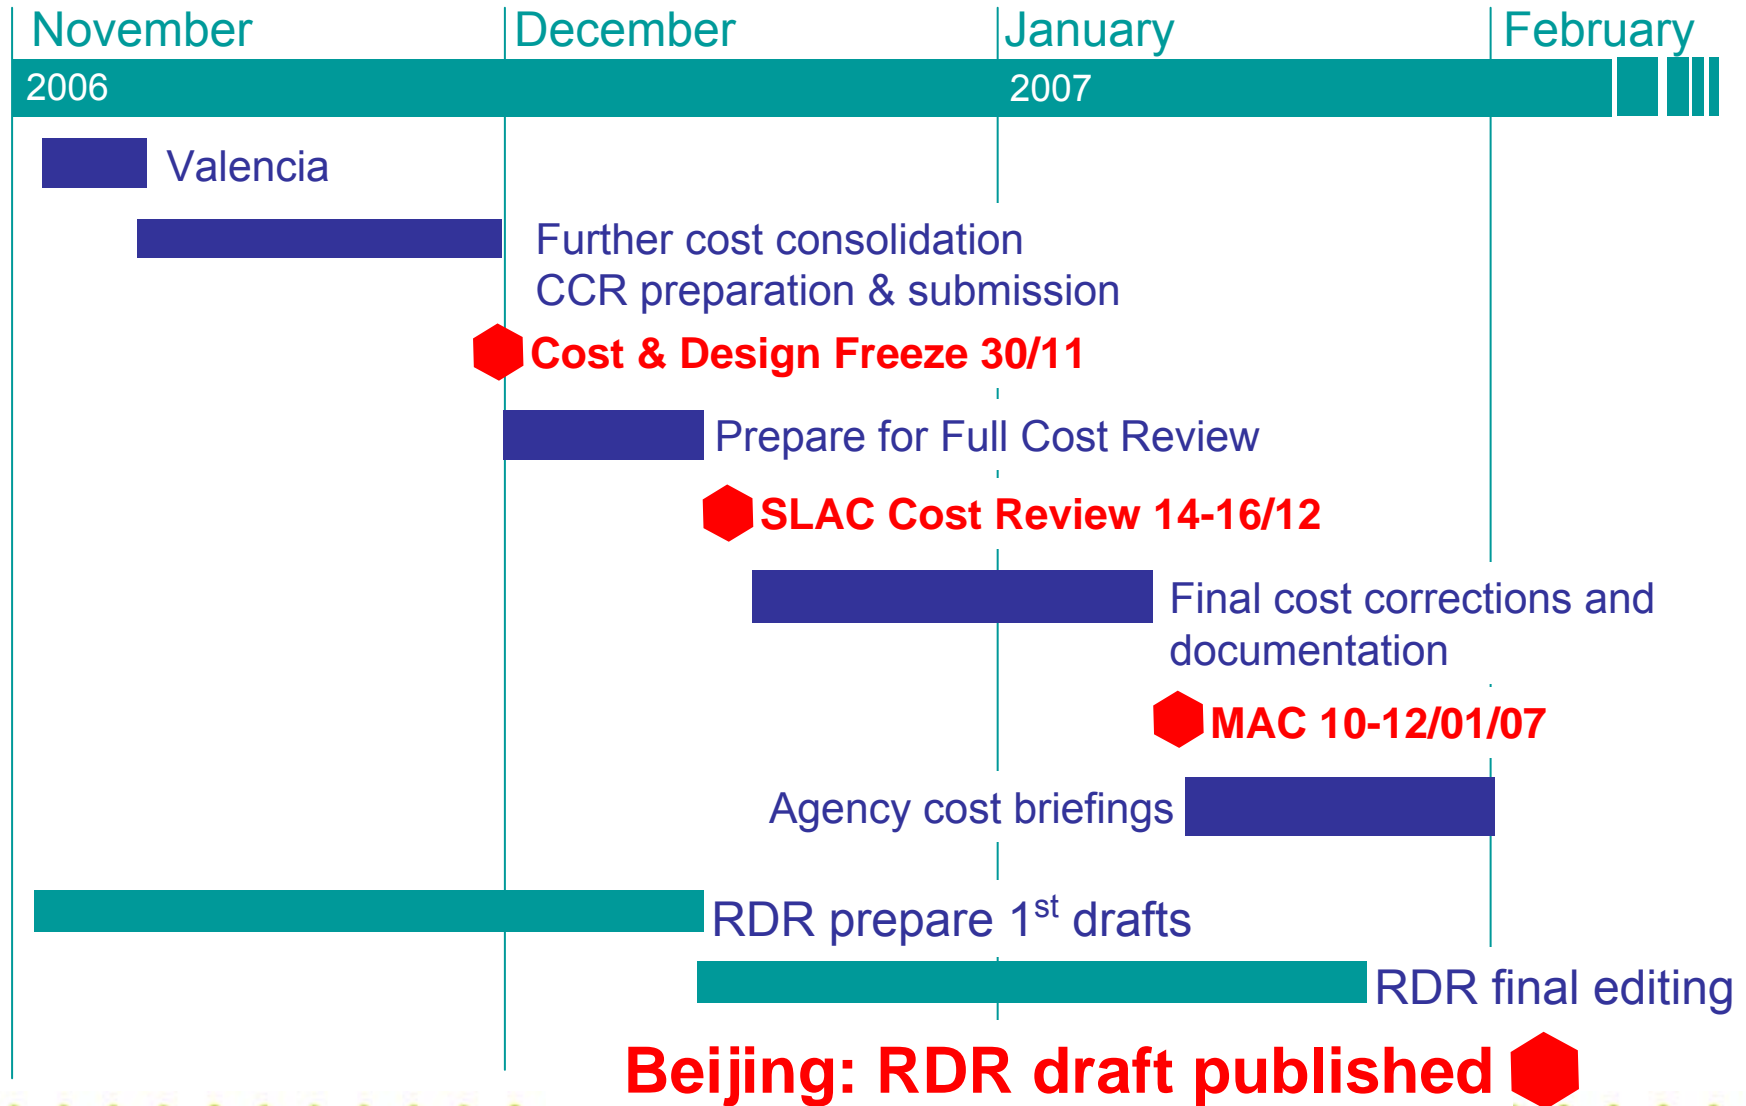 November December January February
2006 2007
Valencia
Further cost consolidation
CCR preparation & submission
Cost & Design Freeze 30/11
Prepare for Full Cost Review
SLAC Cost Review 14-16/12
Final cost corrections and
documentation
MAC 10-12/01/07
Agency cost briefings
RDR prepare 1st drafts
RDR final editing
Beijing: RDR draft published